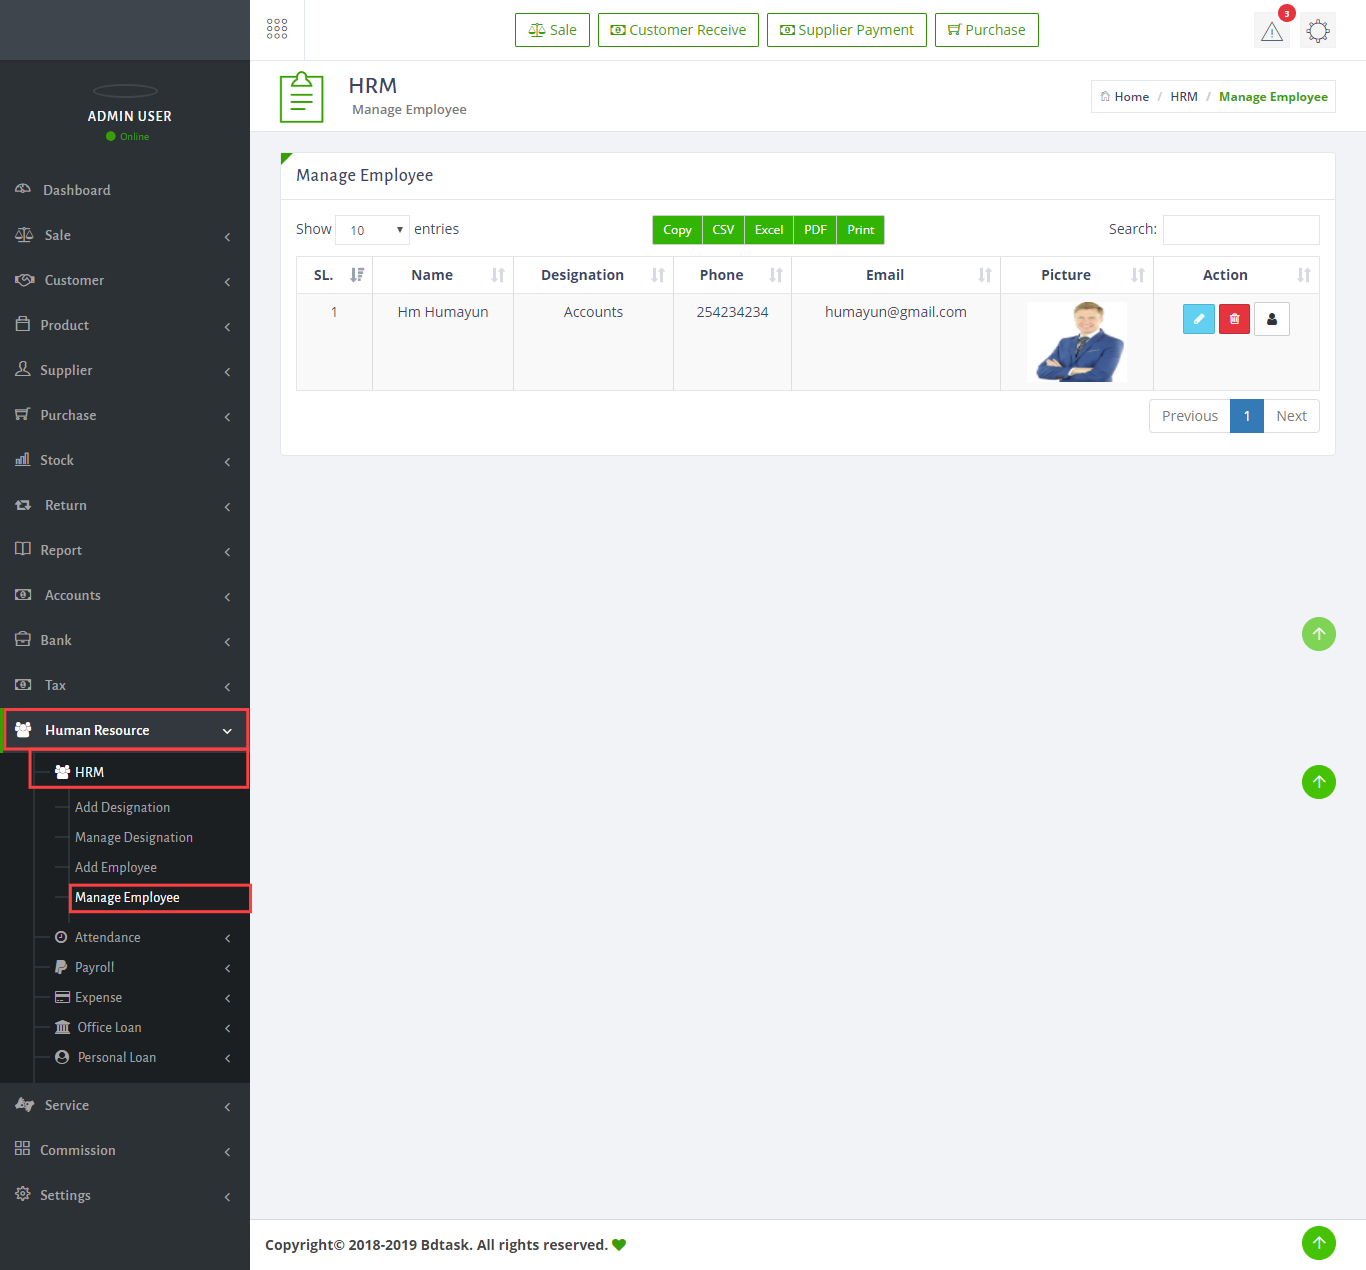 Sale
Customer Receive
Supplier Payment
Purchase
3
ADMIN USER
Online
HRM
Manage Employee
Home / HRM / Manage Employee
Dashboard
Sale
Customer
Product
Supplier
Purchase
Stock
Return
Report
Accounts
Bank
Tax
Human Resource
HRM
Add Designation
Manage Designation
Add Employee
Manage Employee
Attendance
Payroll
Expense
Office Loan
Personal Loan
Service
Commission
Settings
Manage Employee
Show 10 entries
Copy CSV Excel PDF Print
Search:
SL. Name Designation Phone Email Picture Action
1 Hm Humayun Accounts 254234234 humayun@gmail.com
Previous 1 Next
Copyright© 2018-2019 Bdtask. All rights reserved.